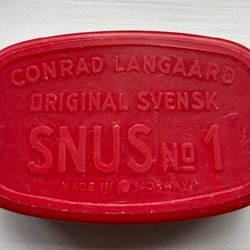 CONRAD LANGAARD
ORIGINAL SVENSK
SNUS No 1
MADE IN NORWAY